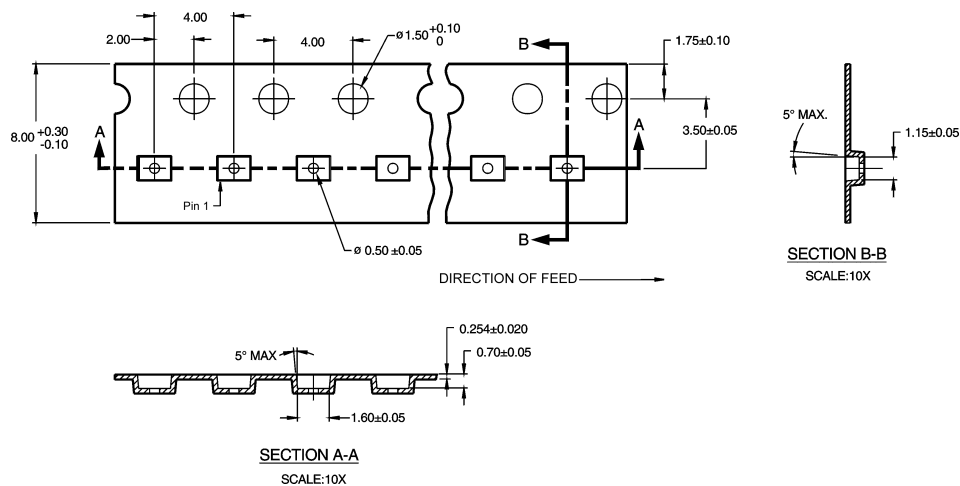 4.00
2.00
4.00
ø 1.50 +0.10
0
B
1.75±0.10
8.00 +0.30
-0.10
A
A
3.50±0.05
5° MAX.
1.15±0.05
Pin 1
B
ø 0.50 ±0.05
SECTION B-B
SCALE:10X
DIRECTION OF FEED
0.254±0.020
5° MAX
0.70±0.05
1.60±0.05
SECTION A-A
SCALE:10X